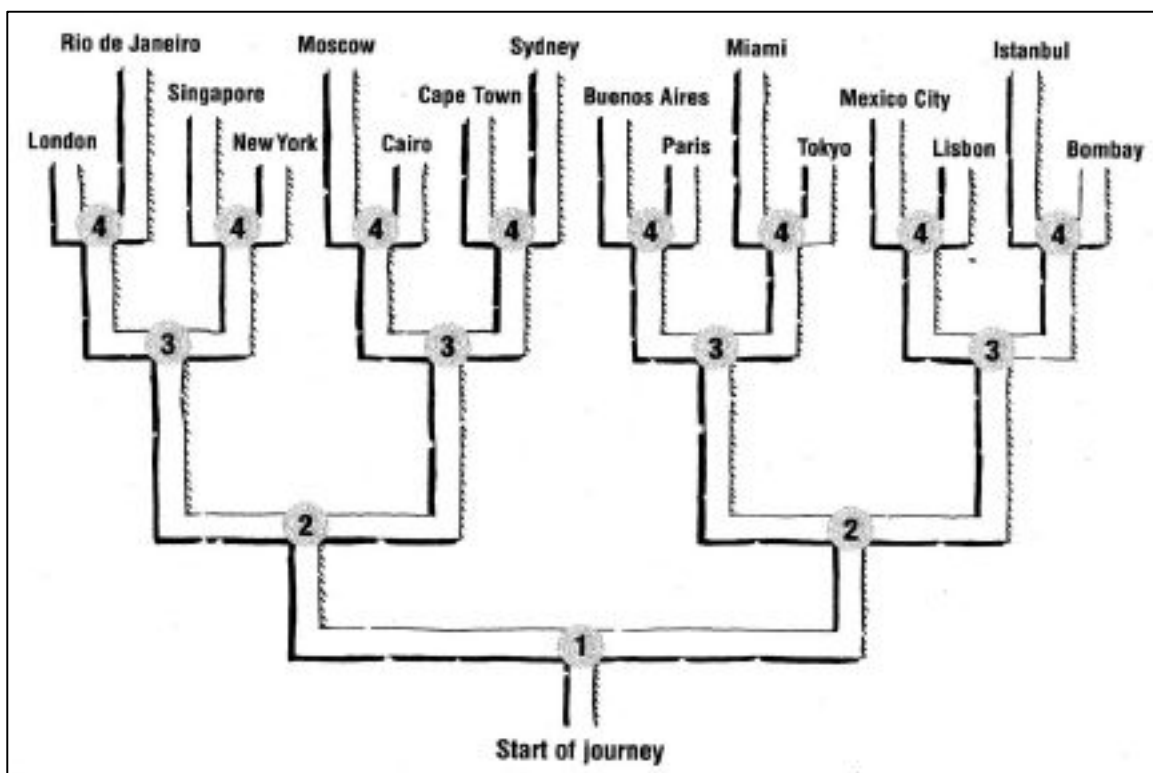 Rio de Janeiro
Moscow
Sydney
Miami
Istanbul
Singapore
Cape Town
Buenos Aires
Mexico City
London
New York
Cairo
Paris
Tokyo
Lisbon
Bombay
4 4 4 4 4 4 4 4
3 3 3 3
2 2
1
Start of journey